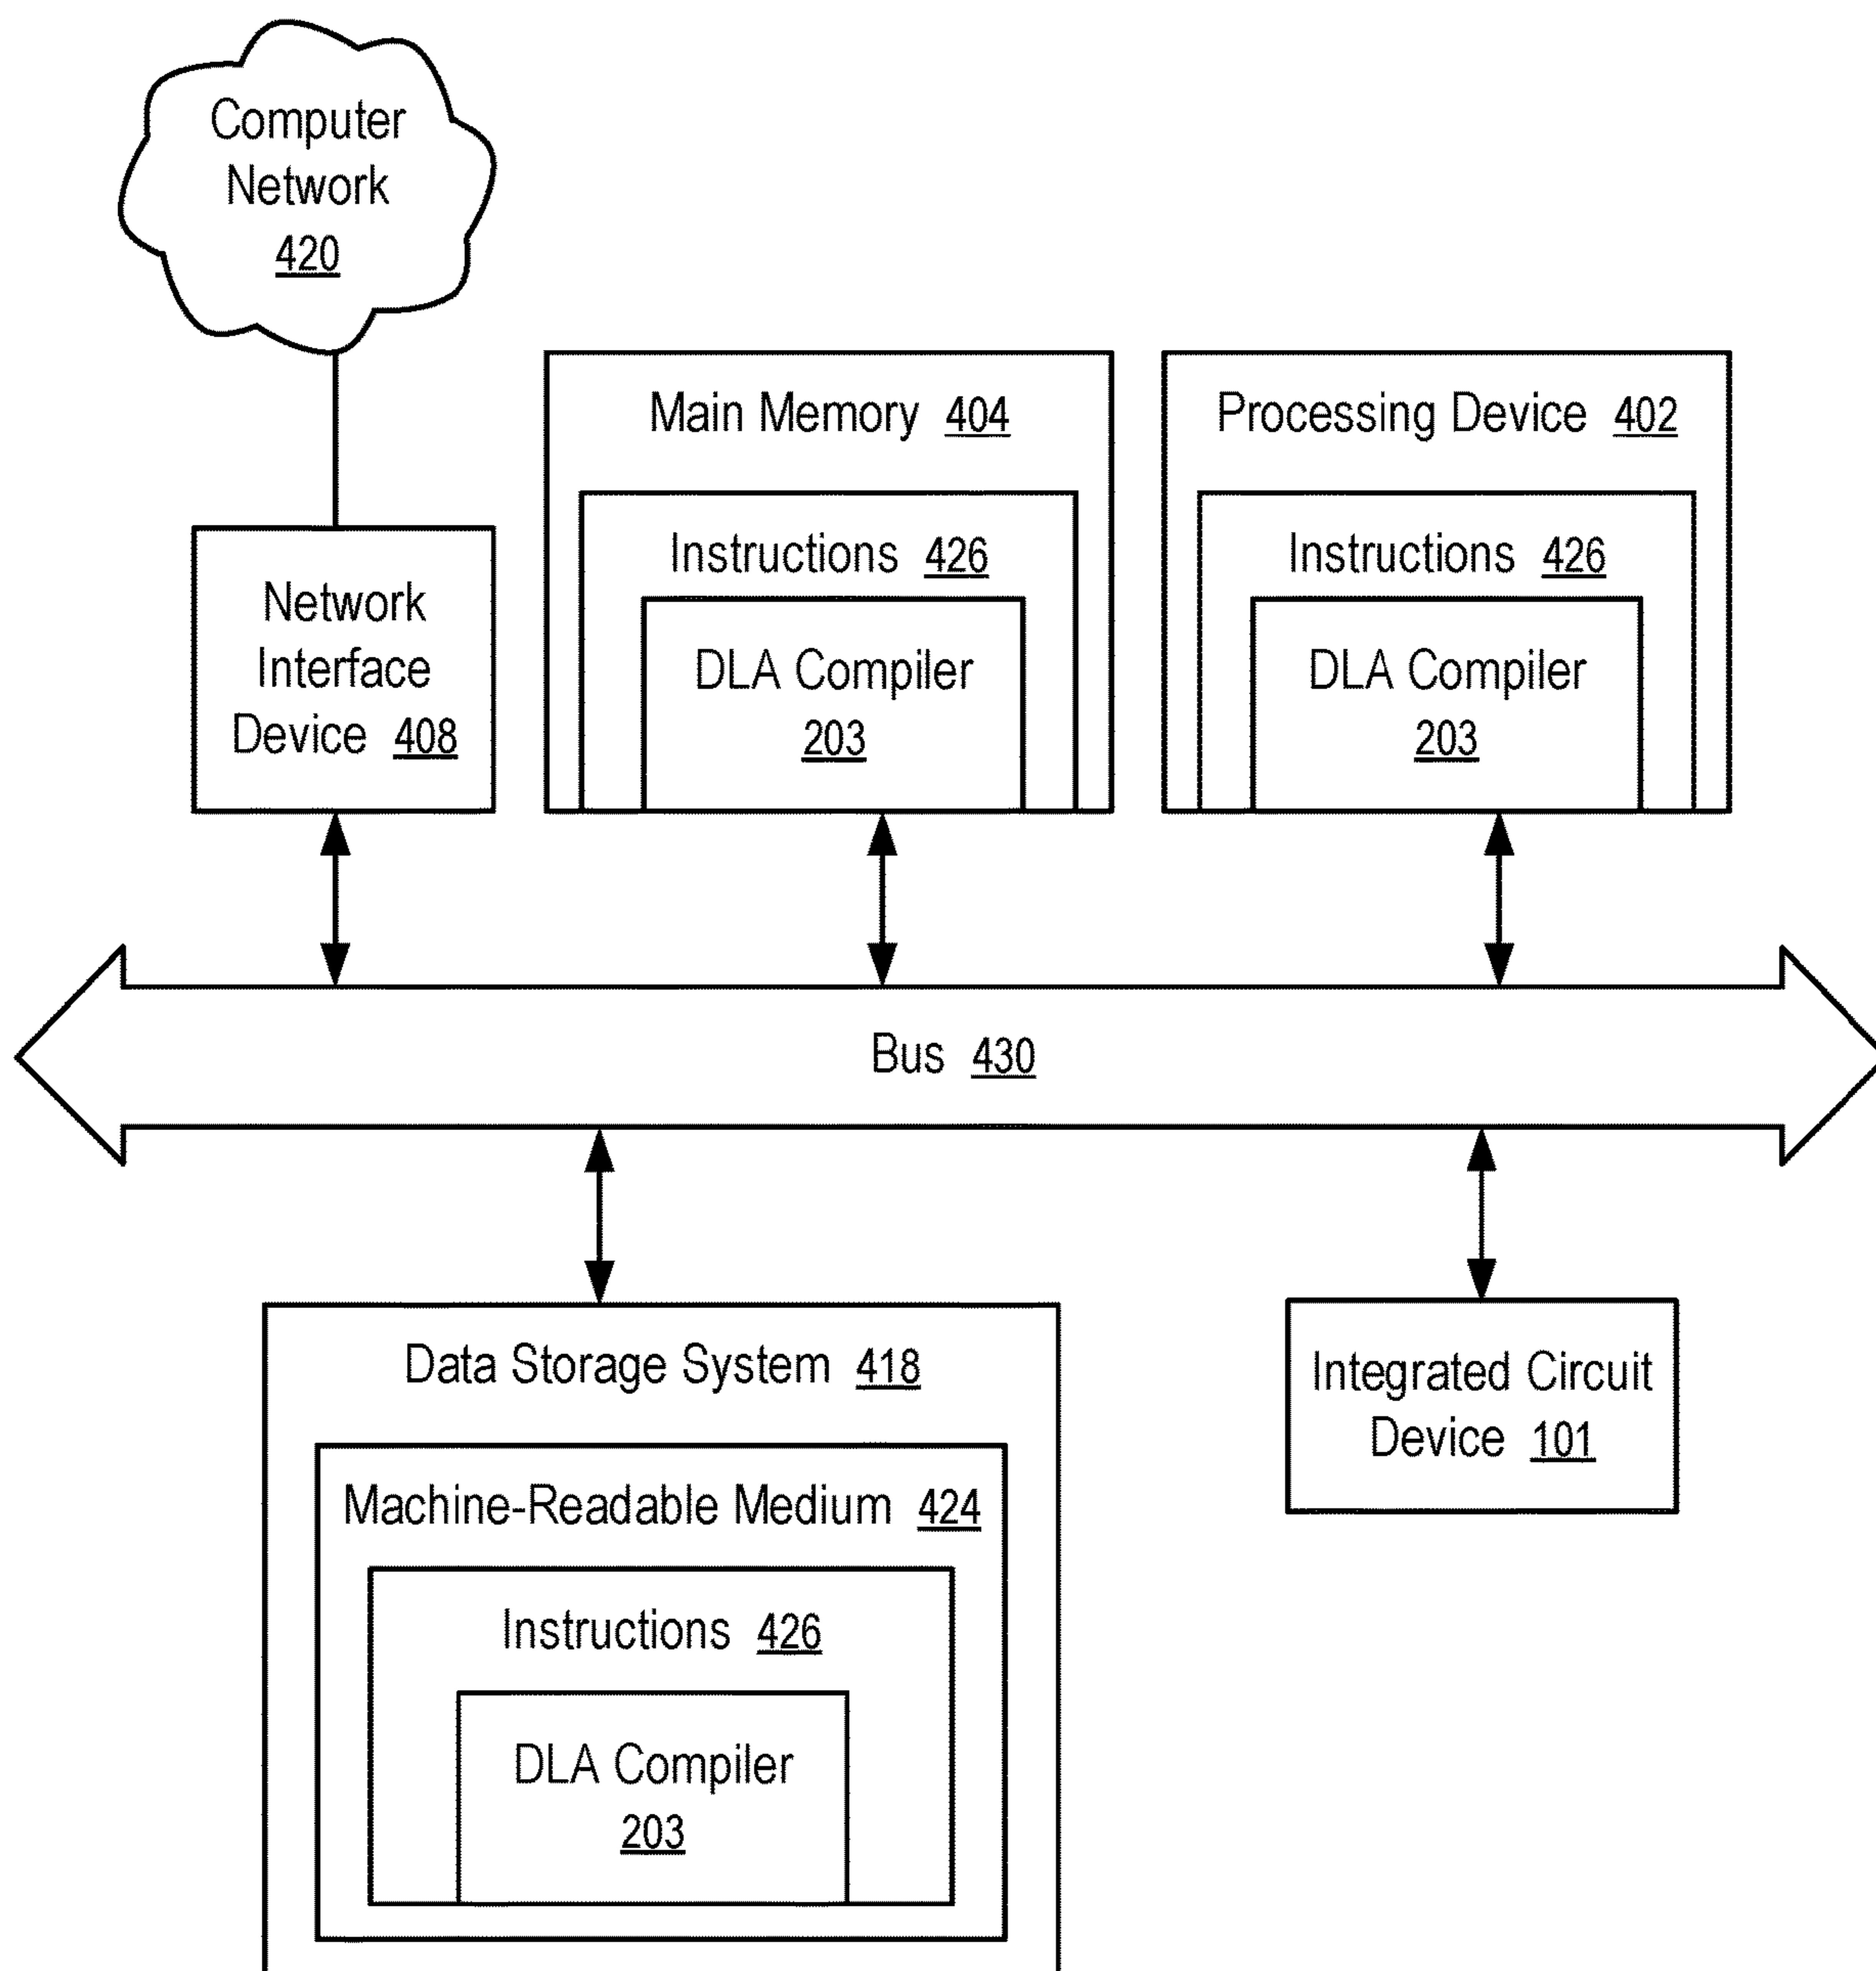 Computer
Network
420
Main Memory 404
Processing Device 402
Instructions 426
Instructions 426
Network
Interface
Device 408
DLA Compiler
203
DLA Compiler
203
Bus 430
Data Storage System 418
Integrated Circuit
Device 101
Machine-Readable Medium 424
Instructions 426
DLA Compiler
203